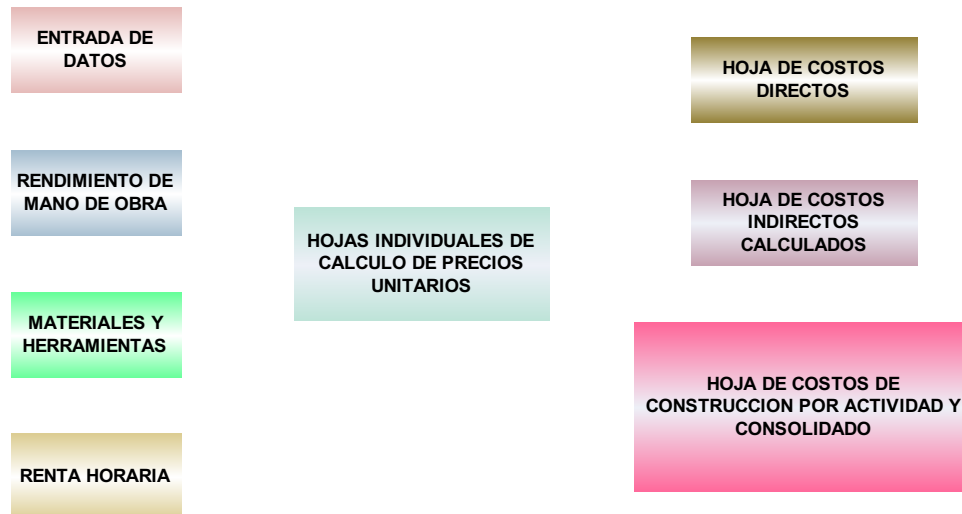 ENTRADA DE
DATOS
RENDIMIENTO DE
MANO DE OBRA
MATERIALES Y
HERRAMIENTAS
RENTA HORARIA
HOJAS INDIVIDUALES DE
CALCULO DE PRECIOS
UNITARIOS
HOJA DE COSTOS
DIRECTOS
HOJA DE COSTOS
INDIRECTOS
CALCULADOS
HOJA DE COSTOS DE
CONSTRUCCION POR ACTIVIDAD Y
CONSOLIDADO